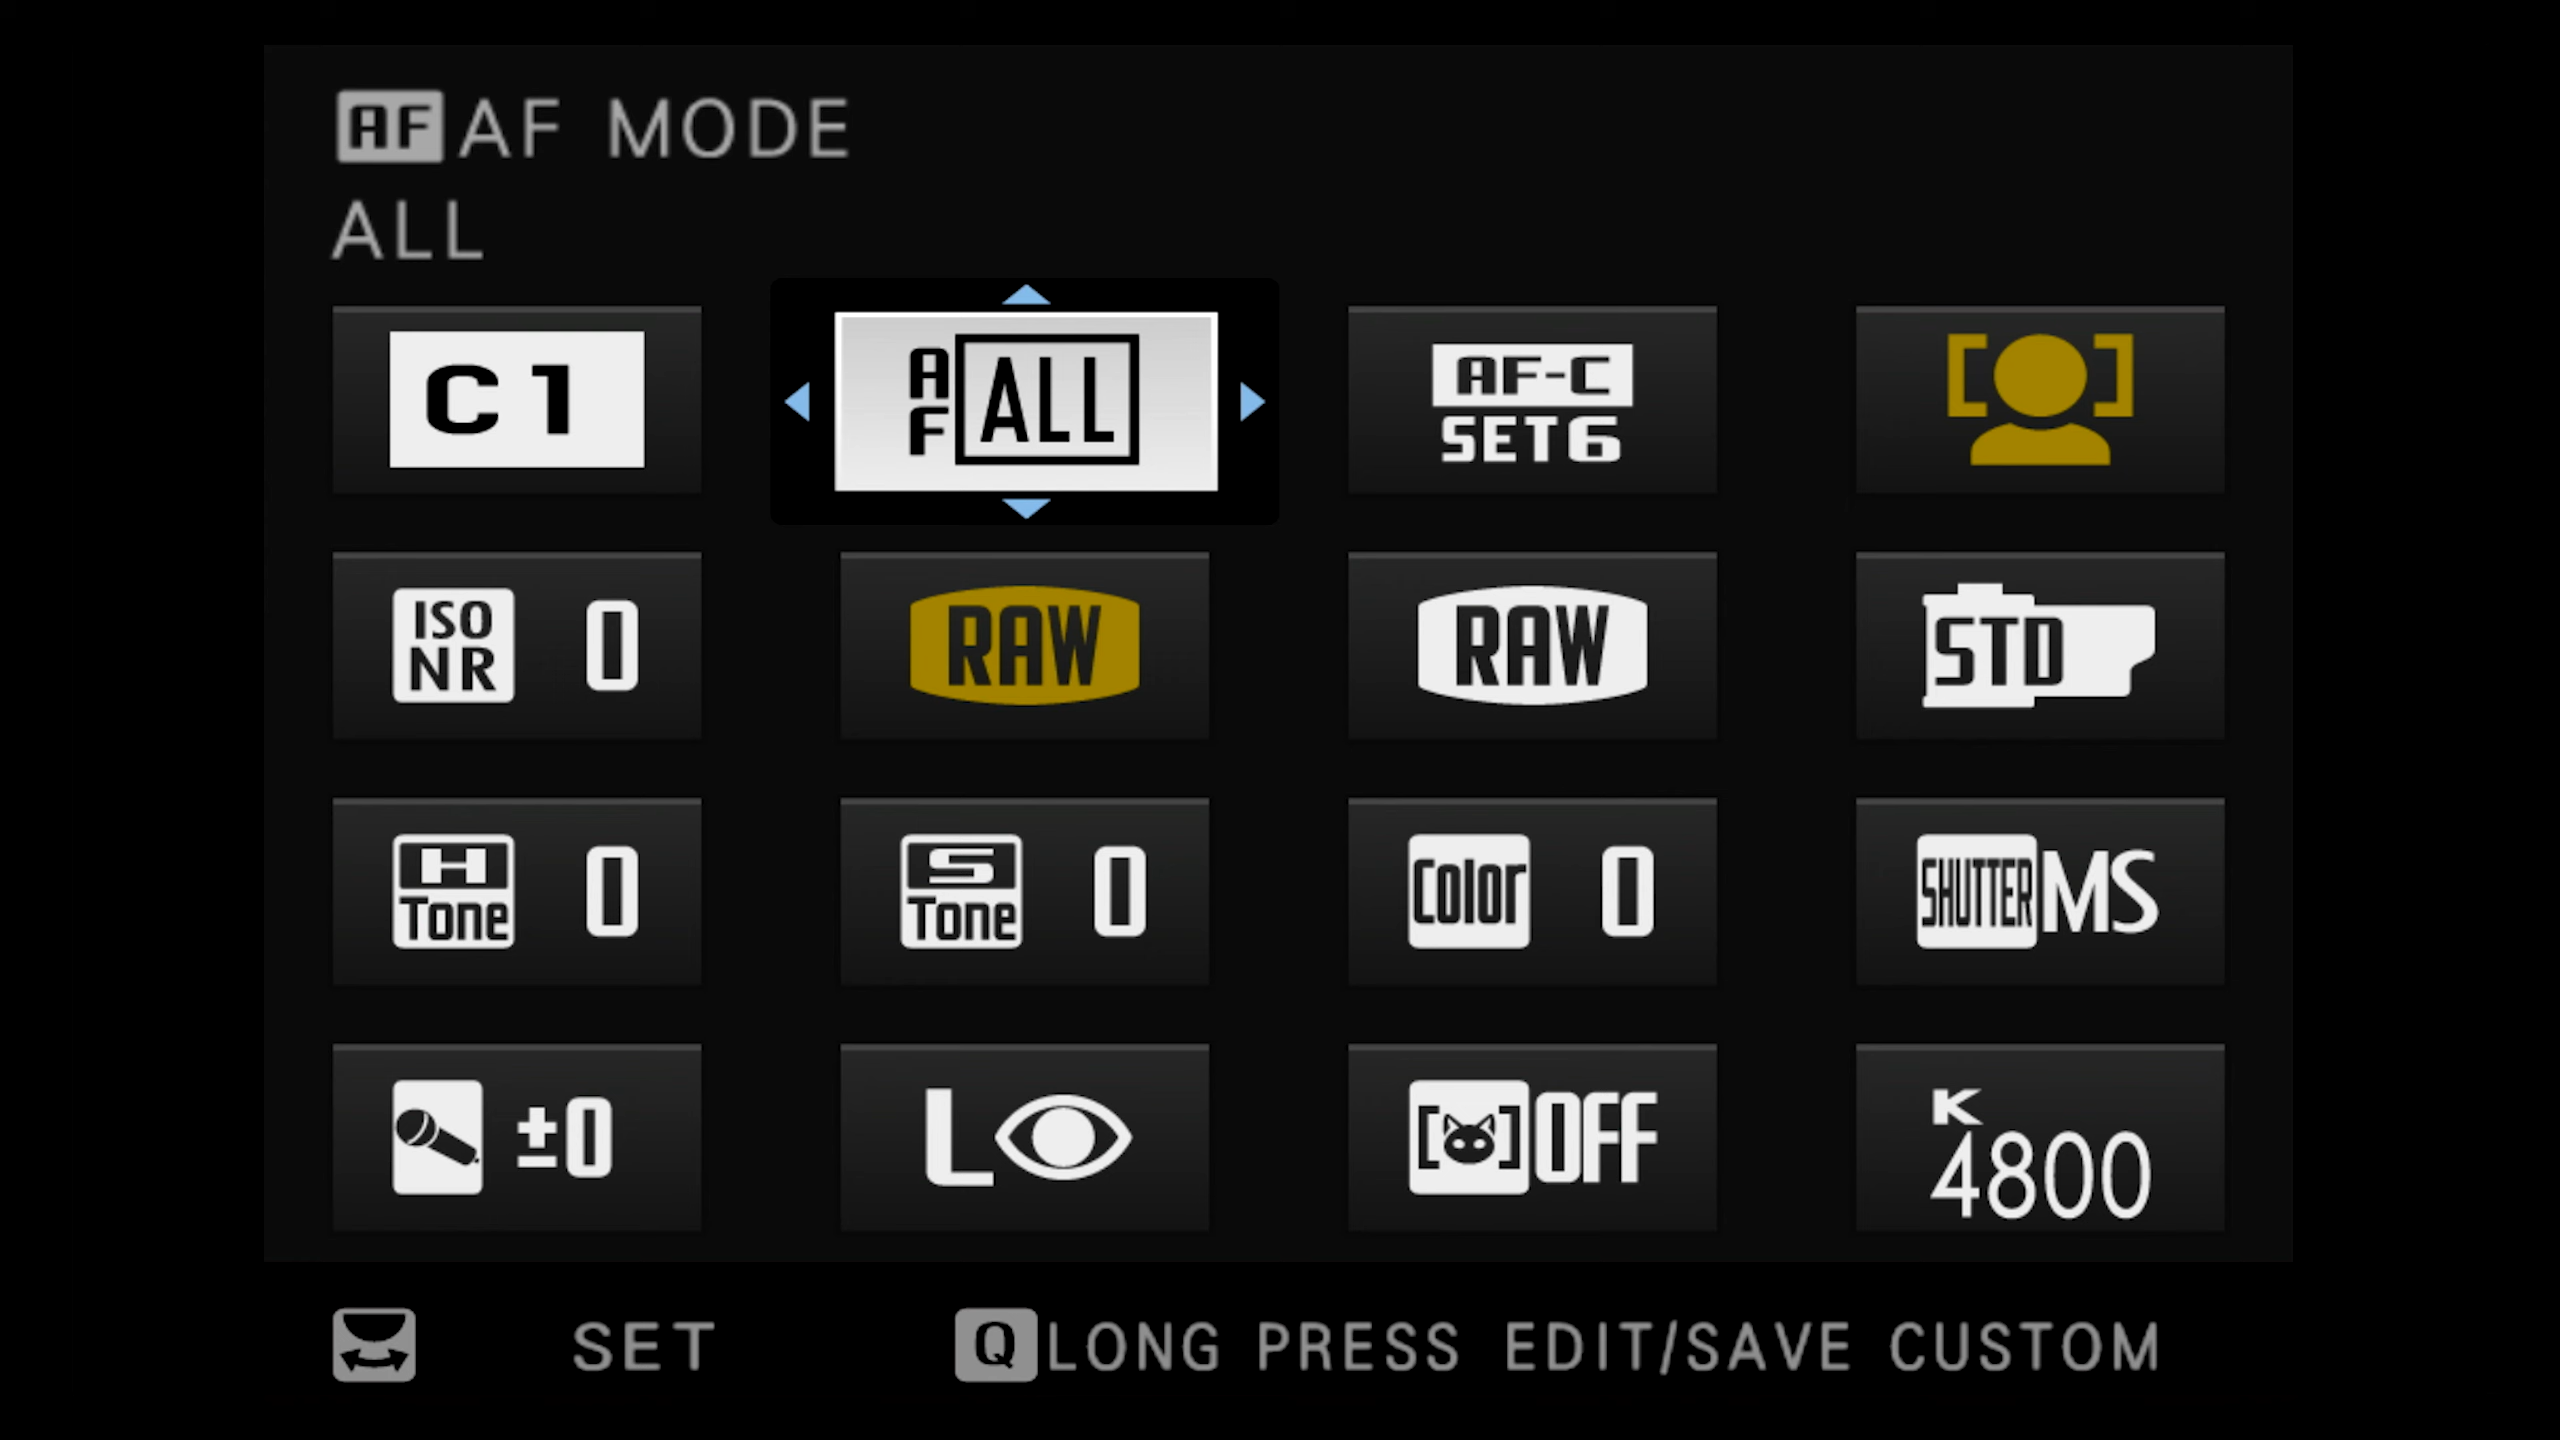 AF AF MODE
ALL
C1
AF ALL
AF-C
SET6
ISO
NR 0
RAW
RAW
STD
H
Tone 0
S
Tone 0
Color 0
SHUTTER MS
±0
L
OFF
K
4800
SET
Q LONG PRESS EDIT/SAVE CUSTOM